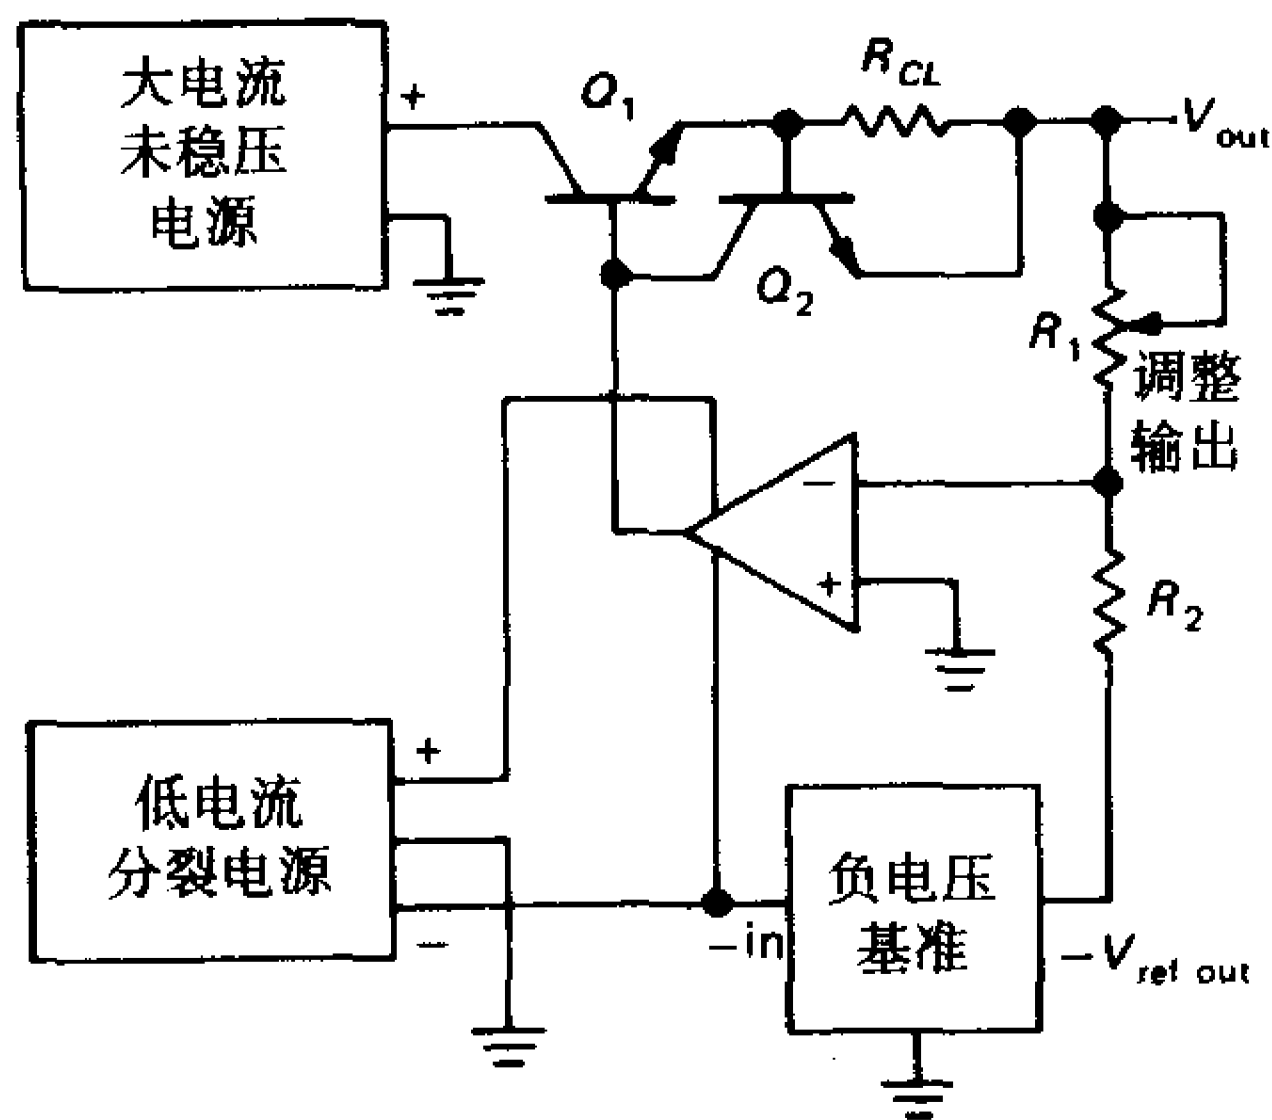 大电流
未稳压
电源
+
Q1
RCL
Vout
Q2
R1
调整
输出
−
+
R2
低电流
分裂电源
+
−
−in
负电压
基准
−Vref out